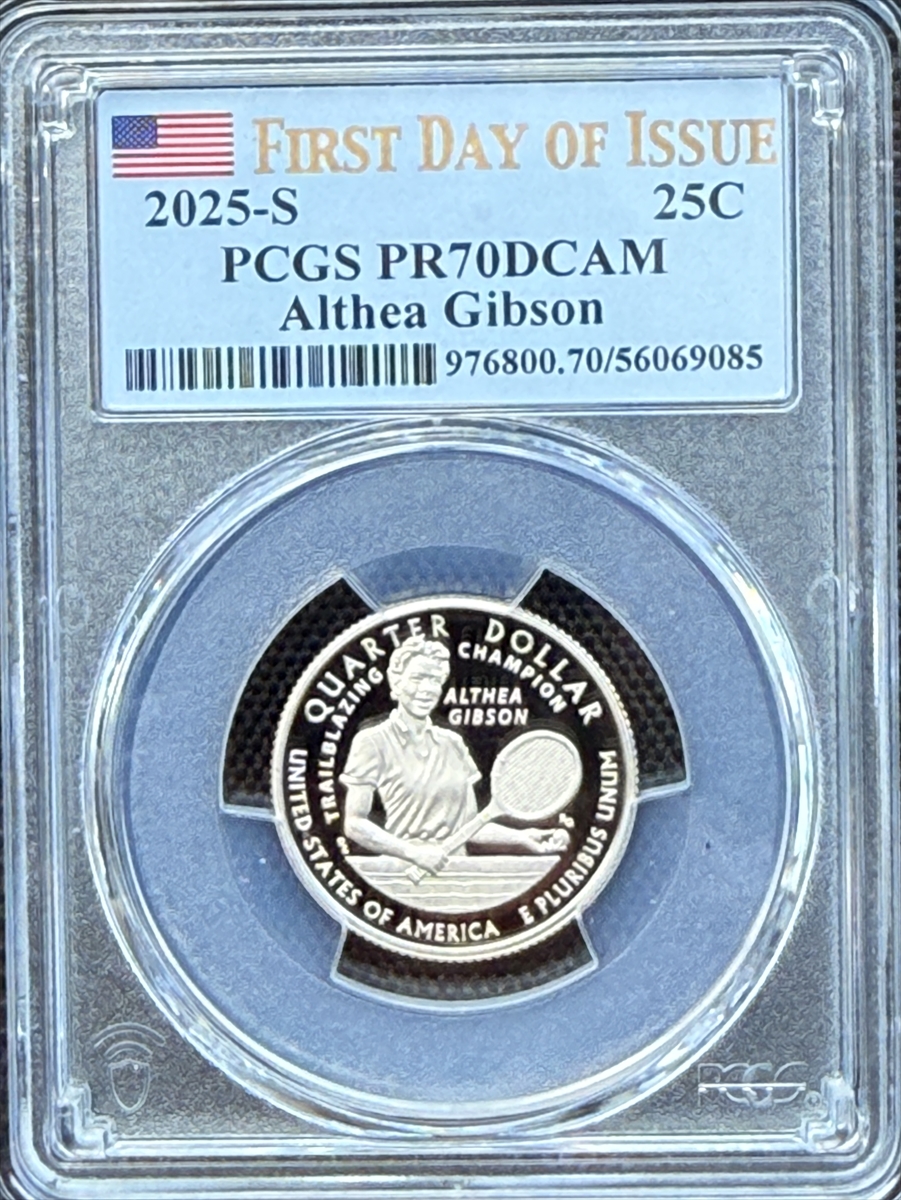 FIRST DAY OF ISSUE
2025-S 25C
PCGS PR70DCAM
Althea Gibson
976800.70/56069085
QUARTER DOLLAR
TRAILBLAZING CHAMPION
ALTHEA
GIBSON
UNITED STATES OF AMERICA
E PLURIBUS UNUM
PCGS